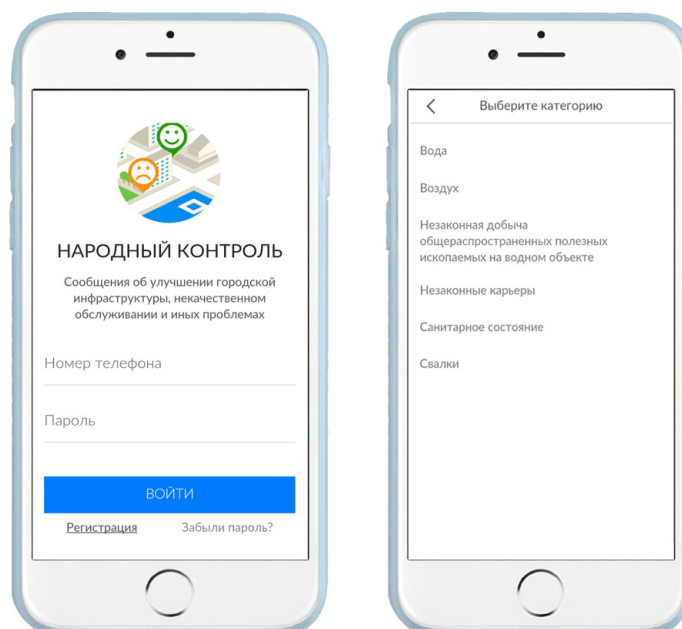 НАРОДНЫЙ КОНТРОЛЬ
Сообщения об улучшении городской
инфраструктуры, некачественном
обслуживании и иных проблемах
Номер телефона
Пароль
ВОЙТИ
Регистрация
Забыли пароль?
Выберите категорию
Вода
Воздух
Незаконная добыча
общераспространенных полезных
ископаемых на водном объекте
Незаконные карьеры
Санитарное состояние
Свалки